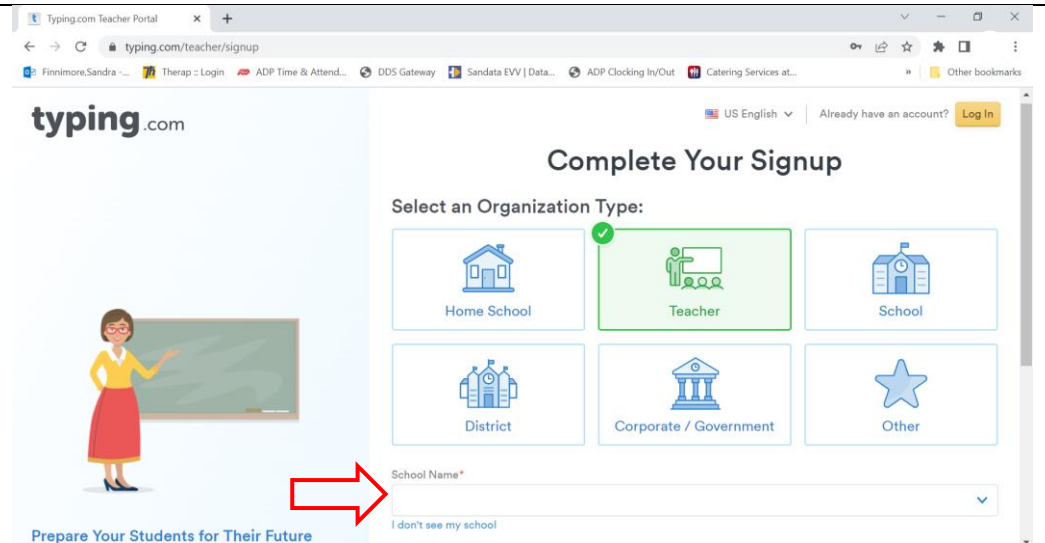 Typing.com Teacher Portal
typing.com/teacher/signup
Finnimore,Sandra -... Therap :: Login ADP Time & Attend... DDS Gateway Sandata EVV | Data... ADP Clocking In/Out Catering Services at... » Other bookmarks
typing.com
US English Already have an account? Log In
Complete Your Signup
Select an Organization Type:
Home School Teacher School
District Corporate / Government Other
School Name*
I don't see my school
Prepare Your Students for Their Future